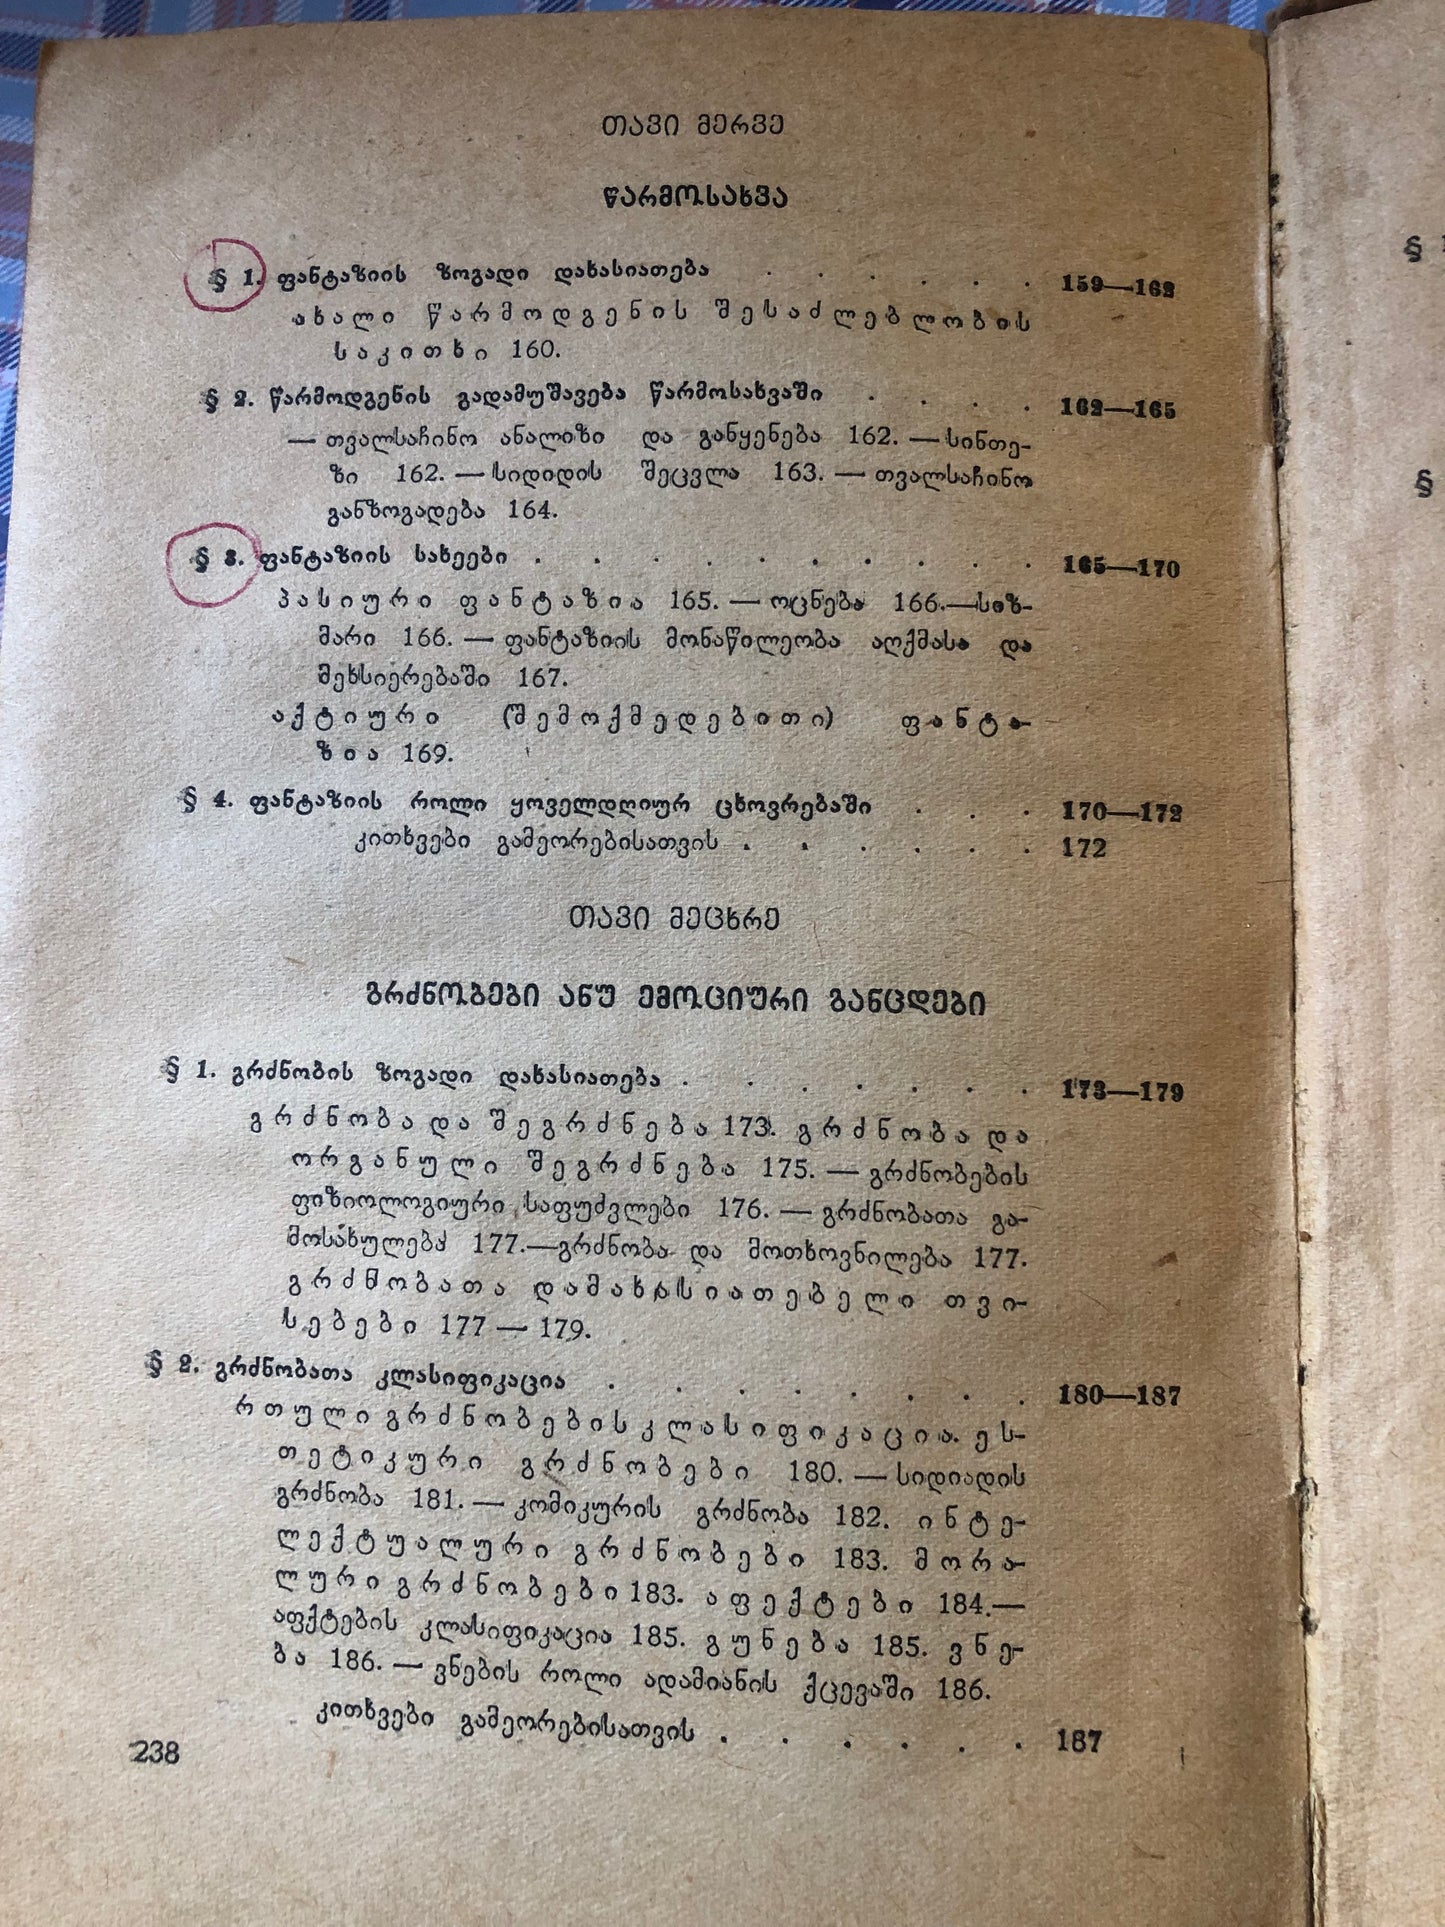 თავი მერვე
წარმოსახვა
§ 1. ფანტაზიის ზოგადი დახასიათება . . . . . . 159—162
ახალი წარმოდგენის შესაძლებლობის
საკითხი 160.
§ 2. წარმოდგენის გადამუშავება წარმოსახვაში . . . . 162—165
— თვალსაჩინო ანალიზი და განყენება 162. — სინთე-
ზი 162. — სიდიდის შეცვლა 163. — თვალსაჩინო
განზოგადება 164.
§ 3. ფანტაზიის სახეები . . . . . . . . . 165—170
პასიური ფანტაზია 165. — ოცნება 166.—სიზ-
მარი 166. — ფანტაზიის მონაწილეობა აღქმასა და
მეხსიერებაში 167.
აქტიური (შემოქმედებითი) ფანტა-
ზია 169.
§ 4. ფანტაზიის როლი ყოველდღიურ ცხოვრებაში . . . 170—172
კითხვები გამეორებისათვის . . . . . . 172
თავი მეცხრე
გრძნობები ანუ ემოციური განცდები
§ 1. გრძნობის ზოგადი დახასიათება . . . . . . . 173—179
გრძნობა და შეგრძნება 173. გრძნობა და
ორგანული შეგრძნება 175. — გრძნობების
ფიზიოლოგიური საფუძვლები 176. — გრძნობათა გა-
მოსახულება 177.—გრძნობა და მოთხოვნილება 177.
გრძნობათა დამახასიათებელი თვი-
სებები 177 — 179.
§ 2. გრძნობათა კლასიფიკაცია . . . . . . . . 180—187
რთული გრძნობების კლასიფიკაცია. ეს-
თეტიკური გრძნობები 180. — სიდიადის
გრძნობა 181. — კომიკურის გრძნობა 182. ინტე-
ლექტუალური გრძნობები 183. მორა-
ლური გრძნობები 183. აფექტები 184.—
აფქტების კლასიფიკაცია 185. გუნება 185. ვნე-
ბა 186. — ვნების როლი ადამიანის ქცევაში 186.
კითხვები გამეორებისათვის . . . . . . 187
238
§
§